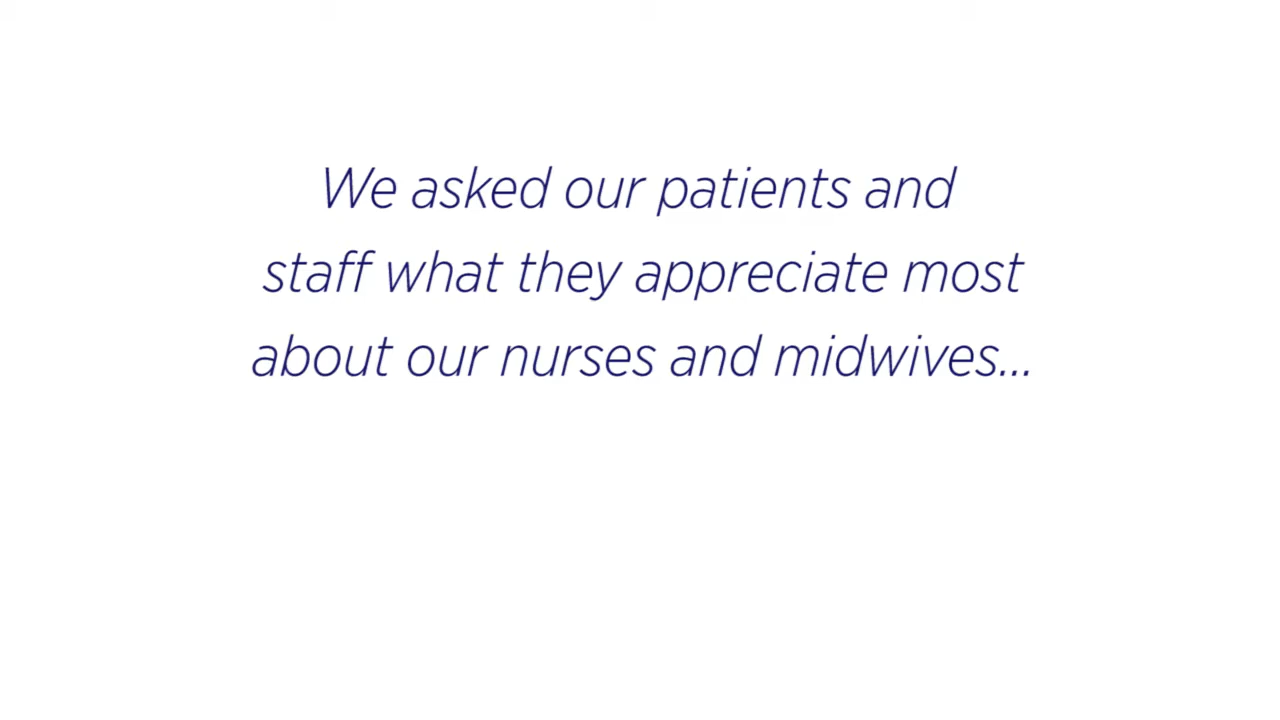 We asked our patients and
staff what they appreciate most
about our nurses and midwives...